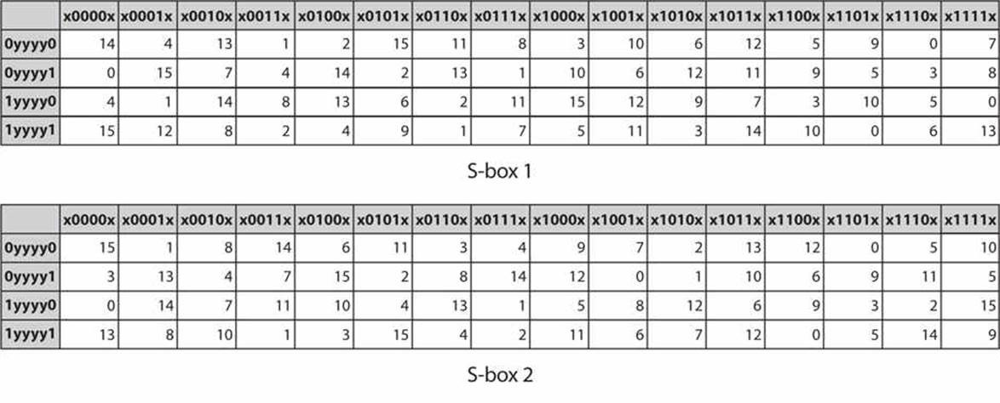 x0000x x0001x x0010x x0011x x0100x x0101x x0110x x0111x x1000x x1001x x1010x x1011x x1100x x1101x x1110x x1111x
0yyyy0 14 4 13 1 2 15 11 8 3 10 6 12 5 9 0 7
0yyyy1 0 15 7 4 14 2 13 1 10 6 12 11 9 5 3 8
1yyyy0 4 1 14 8 13 6 2 11 15 12 9 7 3 10 5 0
1yyyy1 15 12 8 2 4 9 1 7 5 11 3 14 10 0 6 13
S-box 1
x0000x x0001x x0010x x0011x x0100x x0101x x0110x x0111x x1000x x1001x x1010x x1011x x1100x x1101x x1110x x1111x
0yyyy0 15 1 8 14 6 11 3 4 9 7 2 13 12 0 5 10
0yyyy1 3 13 4 7 15 2 8 14 12 0 1 10 6 9 11 5
1yyyy0 0 14 7 11 10 4 13 1 5 8 12 6 9 3 2 15
1yyyy1 13 8 10 1 3 15 4 2 11 6 7 12 0 5 14 9
S-box 2